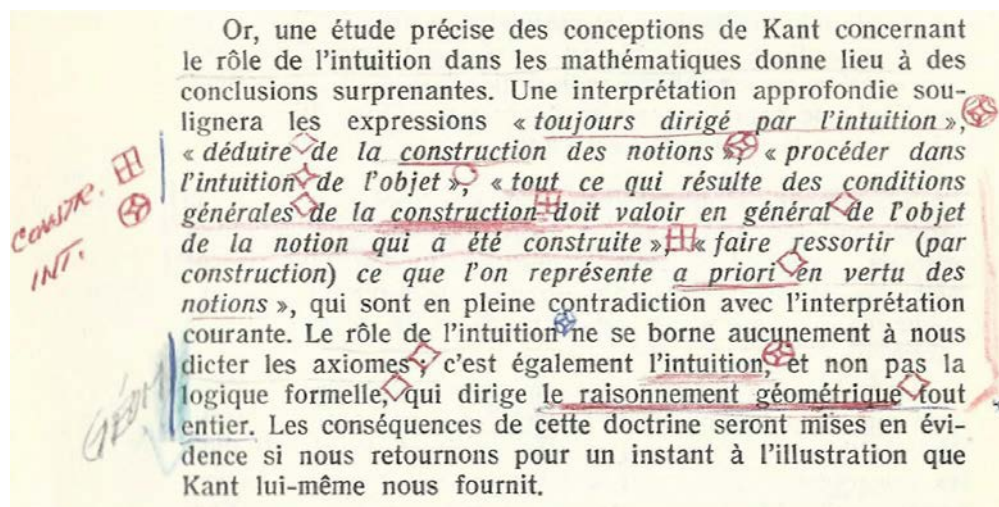 Or, une étude précise des conceptions de Kant concernant
le rôle de l'intuition dans les mathématiques donne lieu à des
conclusions surprenantes. Une interprétation approfondie sou-
lignera les expressions « toujours dirigé par l'intuition »,
« déduire de la construction des notions », « procéder dans
l'intuition de l'objet », « tout ce qui résulte des conditions
générales de la construction doit valoir en général de l'objet
de la notion qui a été construite », « faire ressortir (par
construction) ce que l'on représente a priori en vertu des
notions », qui sont en pleine contradiction avec l'interprétation
courante. Le rôle de l'intuition ne se borne aucunement à nous
dicter les axiomes, c'est également l'intuition, et non pas la
logique formelle, qui dirige le raisonnement géométrique tout
entier. Les conséquences de cette doctrine seront mises en évi-
dence si nous retournons pour un instant à l'illustration que
Kant lui-même nous fournit.
CONSTR.
INT.
GÉOM